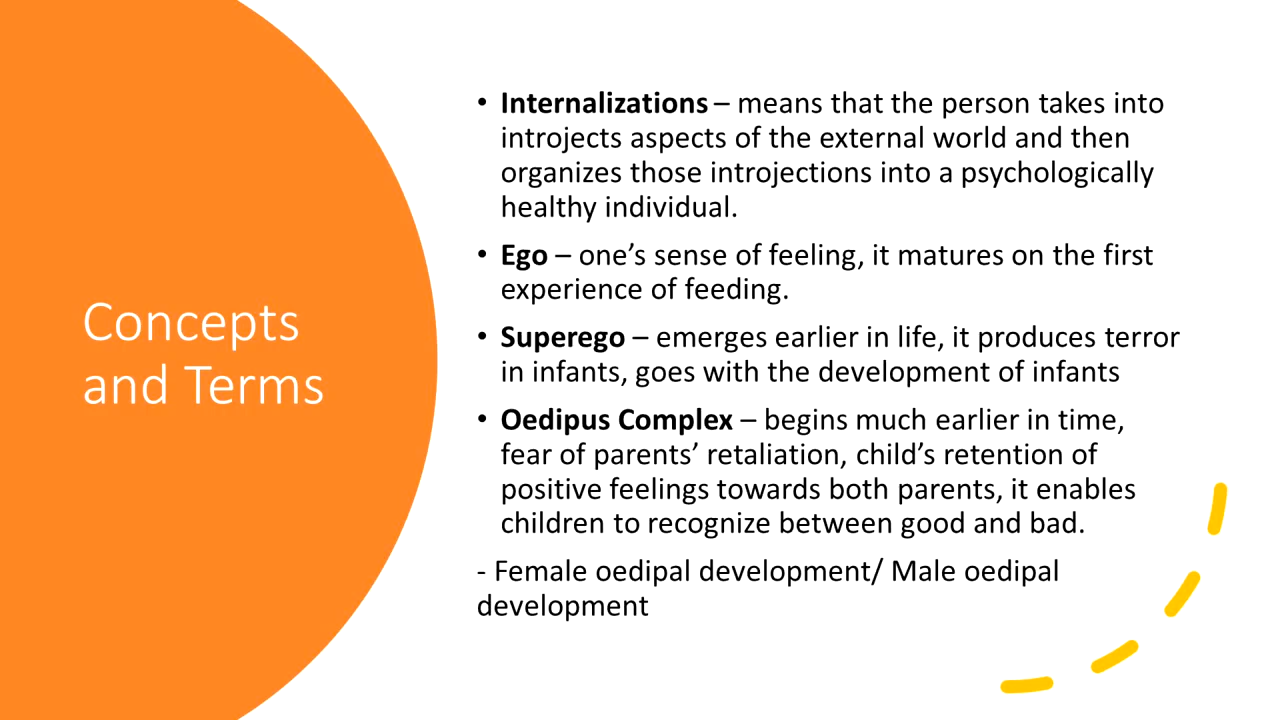 Concepts
and Terms
• Internalizations – means that the person takes into
introjects aspects of the external world and then
organizes those introjections into a psychologically
healthy individual.
• Ego – one’s sense of feeling, it matures on the first
experience of feeding.
• Superego – emerges earlier in life, it produces terror
in infants, goes with the development of infants
• Oedipus Complex – begins much earlier in time,
fear of parents’ retaliation, child’s retention of
positive feelings towards both parents, it enables
children to recognize between good and bad.
- Female oedipal development/ Male oedipal
development